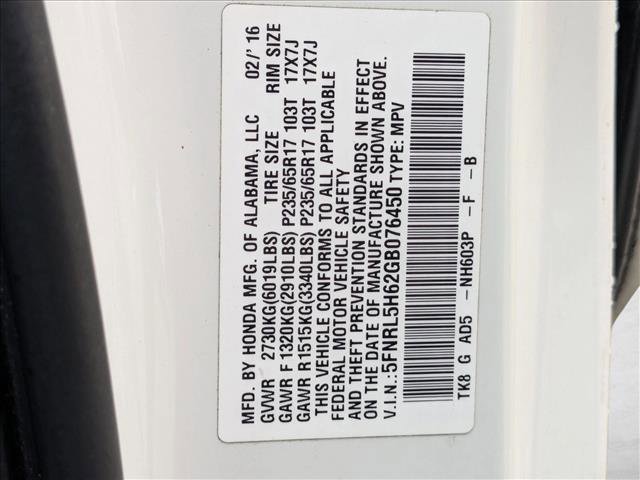 MFD. BY HONDA MFG. OF ALABAMA, LLC 02/'16
GVWR 2730KG(6019LBS) TIRE SIZE RIM SIZE
GAWR F 1320KG(2910LBS) P235/65R17 103T 17X7J
GAWR R1515KG(3340LBS) P235/65R17 103T 17X7J
THIS VEHICLE CONFORMS TO ALL APPLICABLE
FEDERAL MOTOR VEHICLE SAFETY
AND THEFT PREVENTION STANDARDS IN EFFECT
ON THE DATE OF MANUFACTURE SHOWN ABOVE.
V.I.N.:5FNRL5H62GB076450 TYPE: MPV
TK8 G AD5 -NH603P -F -B